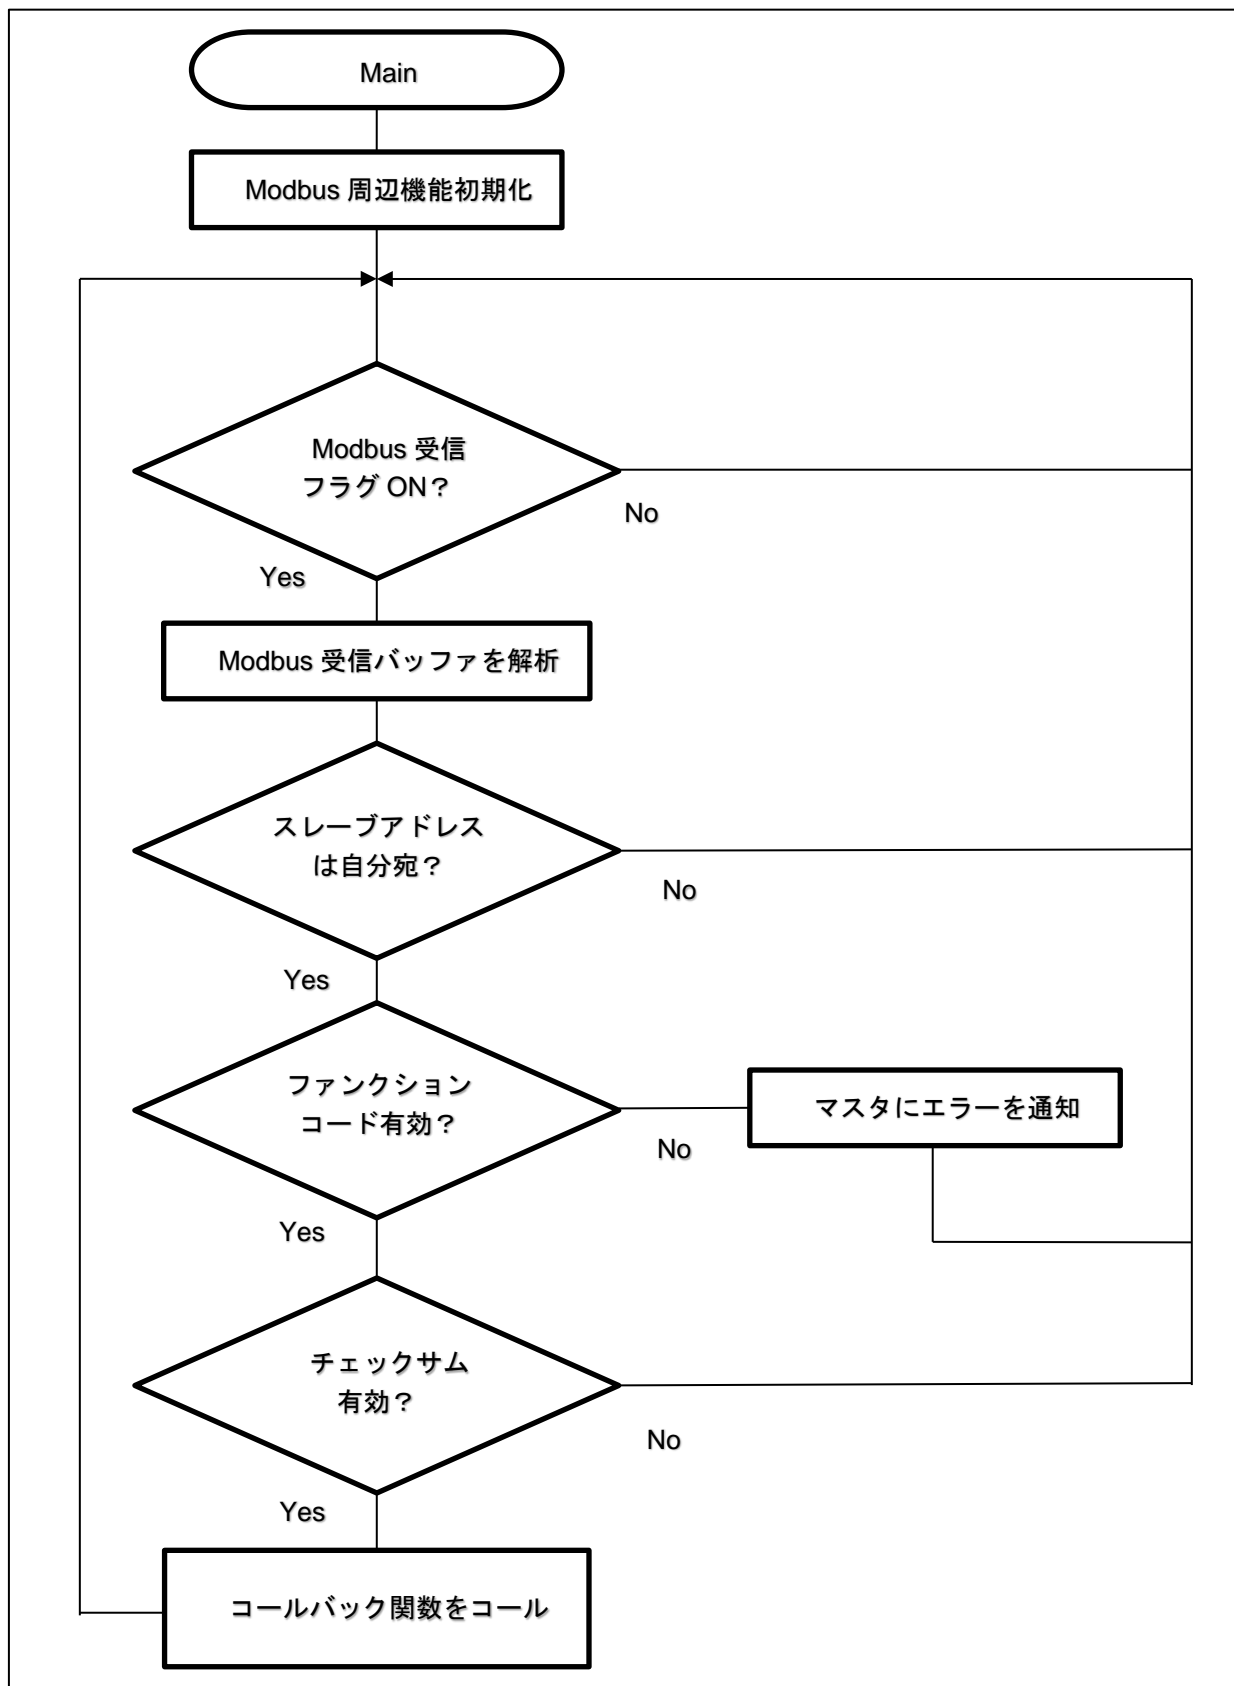 Main
Modbus 周辺機能初期化
Modbus 受信
フラグ ON？
No
Yes
Modbus 受信バッファを解析
スレーブアドレス
は自分宛？
No
Yes
ファンクション
コード有効？
No
マスタにエラーを通知
Yes
チェックサム
有効？
No
Yes
コールバック関数をコール